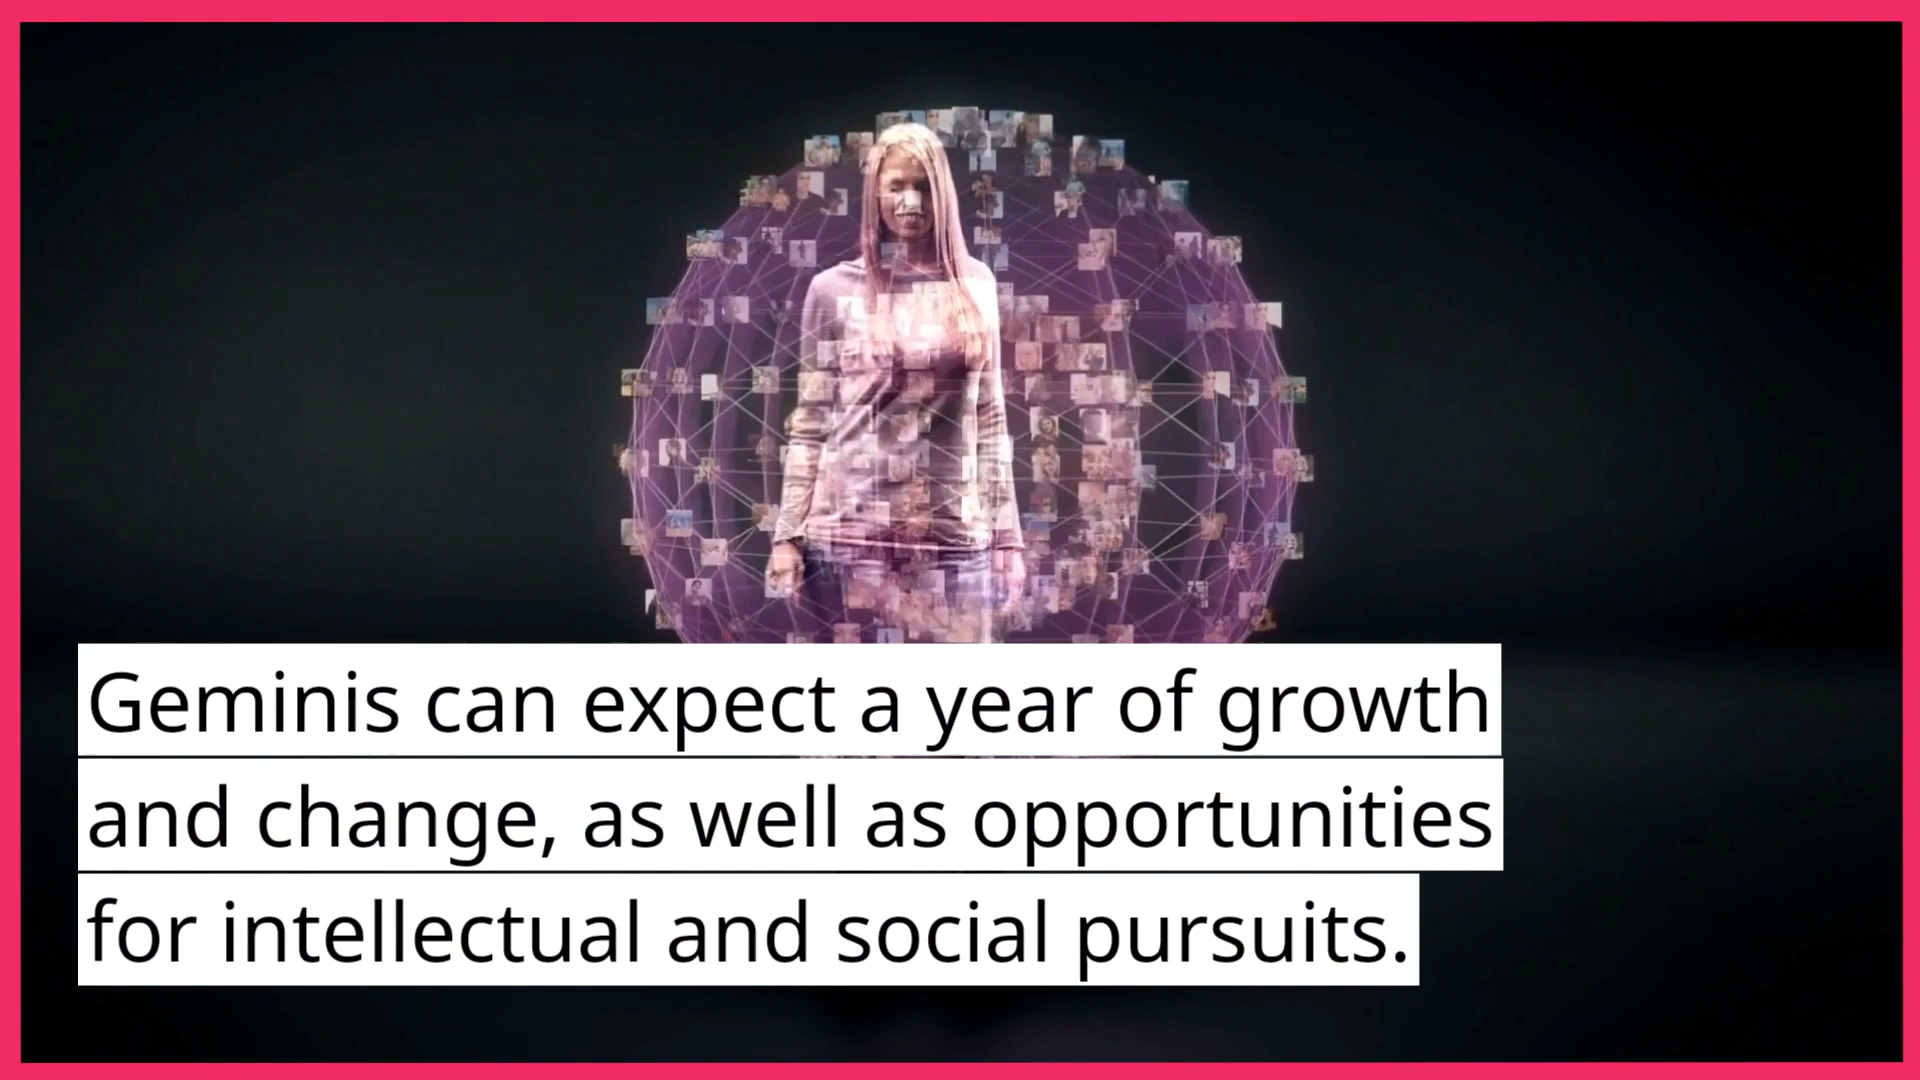 Geminis can expect a year of growth
and change, as well as opportunities
for intellectual and social pursuits.